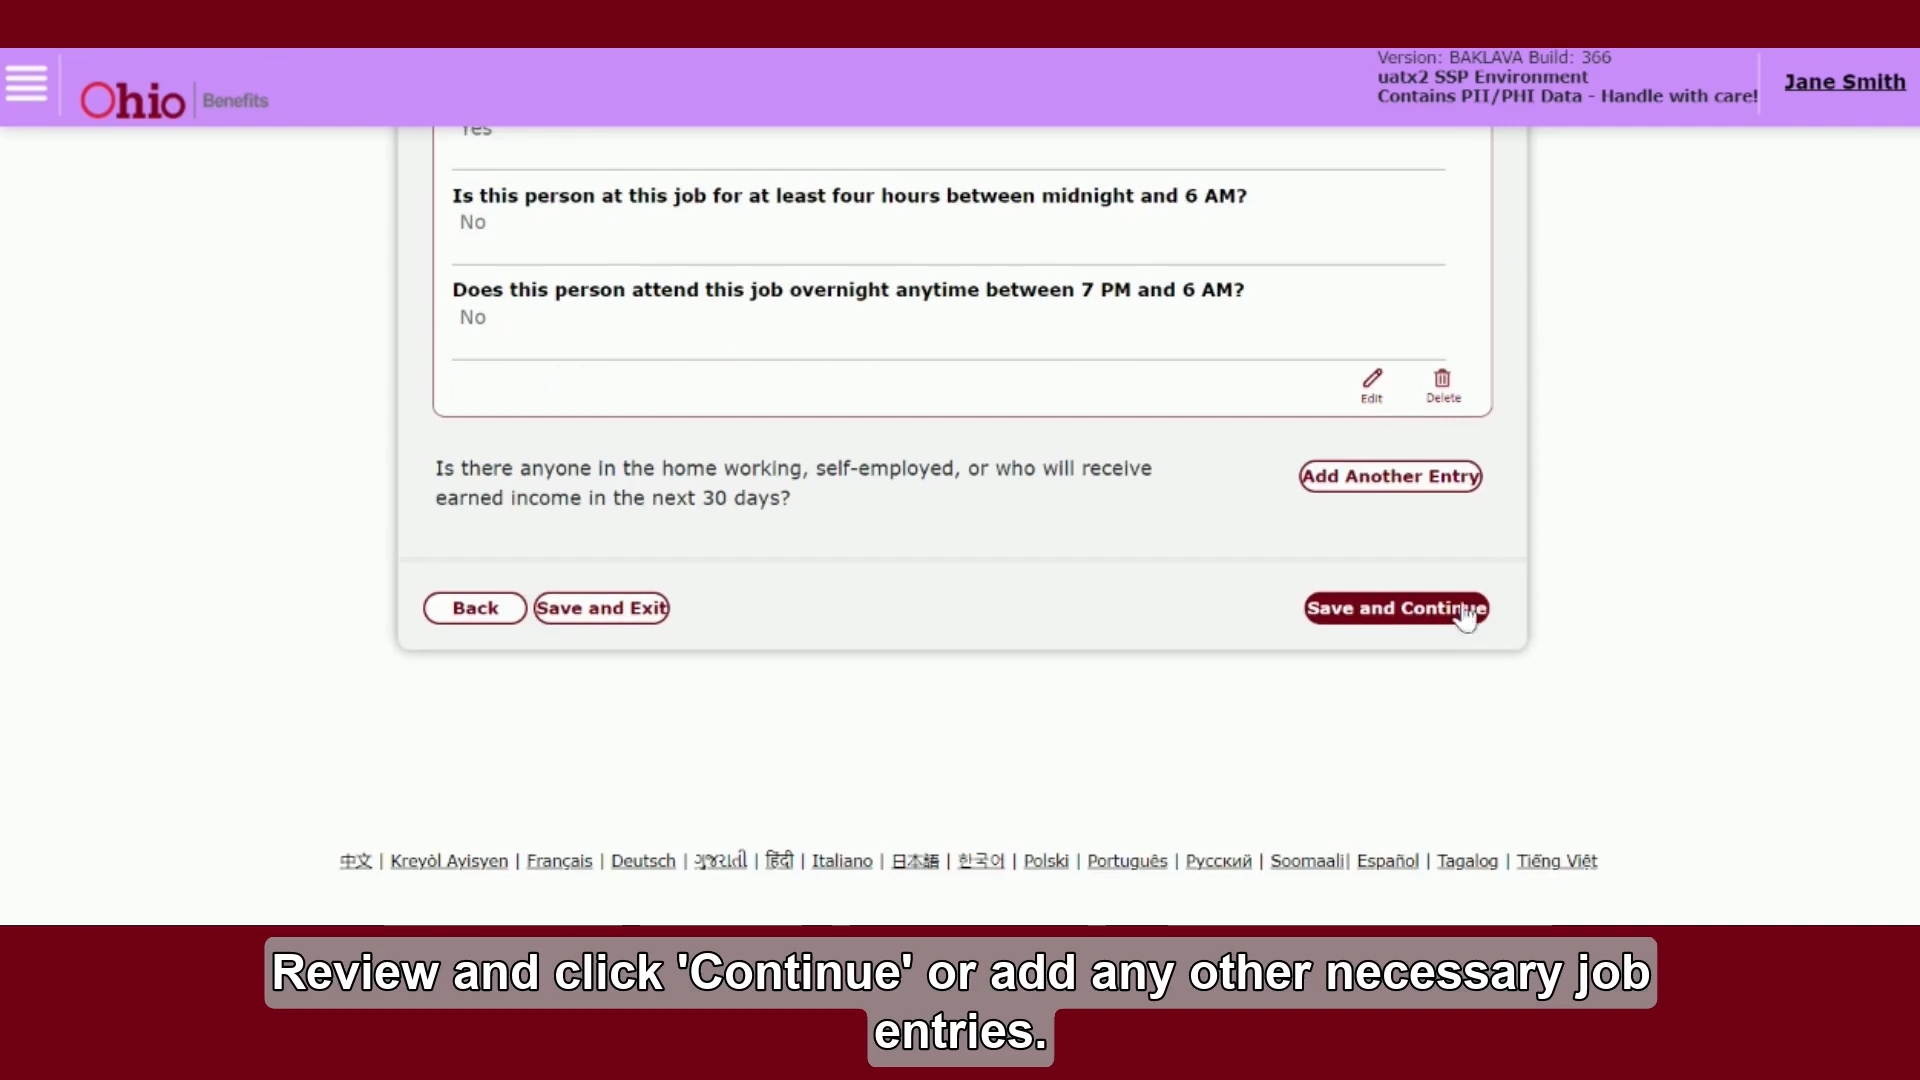 Version: BAKLAVA Build: 366
uatx2 SSP Environment
Contains PII/PHI Data - Handle with care!
Jane Smith
Ohio Benefits
Yes
Is this person at this job for at least four hours between midnight and 6 AM?
No
Does this person attend this job overnight anytime between 7 PM and 6 AM?
No
Edit Delete
Is there anyone in the home working, self-employed, or who will receive
earned income in the next 30 days?
Add Another Entry
Back Save and Exit Save and Continue
中文 | Kreyòl Ayisyen | Français | Deutsch | ગુજરાતી | हिंदी | Italiano | 日本語 | 한국어 | Polski | Português | Русский | Soomaali| Español | Tagalog | Tiếng Việt
Review and click 'Continue' or add any other necessary job
entries.